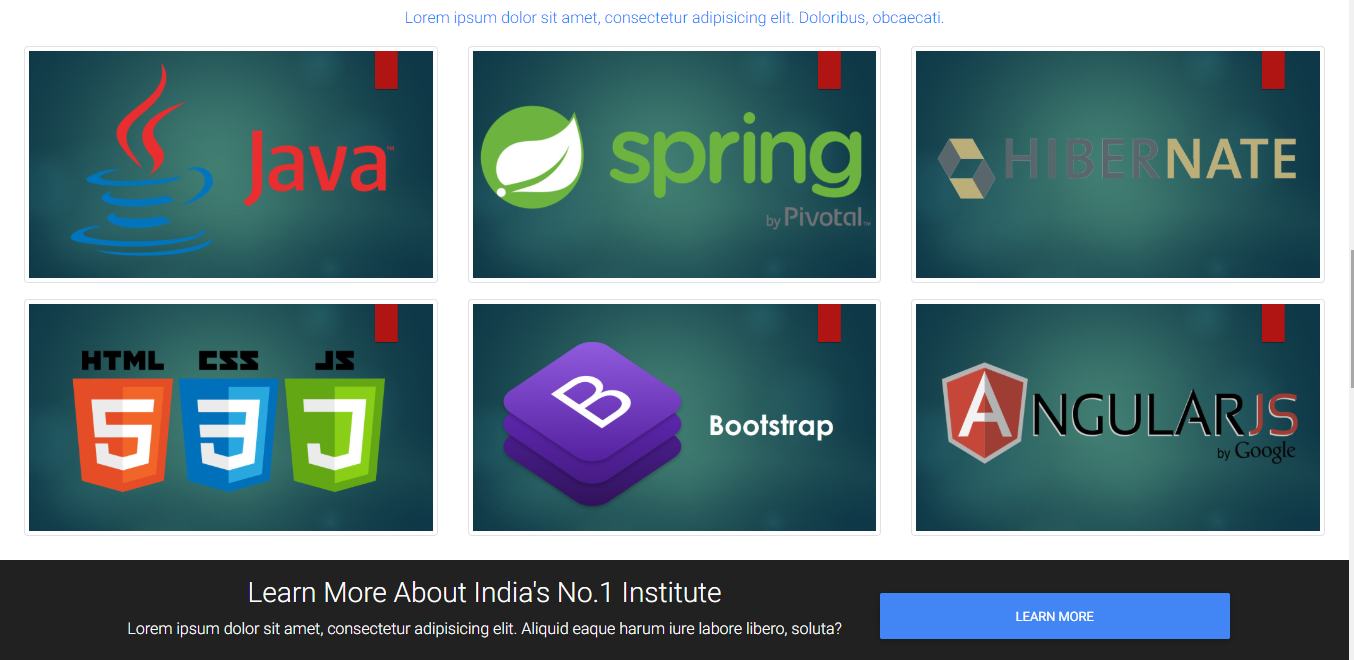 Lorem ipsum dolor sit amet, consectetur adipisicing elit. Doloribus, obcaecati.
Java™
spring
by Pivotal™
HIBERNATE
HTML CSS JS
5 3 J
B Bootstrap
ANGULARJS
by Google
Learn More About India's No.1 Institute
Lorem ipsum dolor sit amet, consectetur adipisicing elit. Aliquid eaque harum iure labore libero, soluta?
LEARN MORE